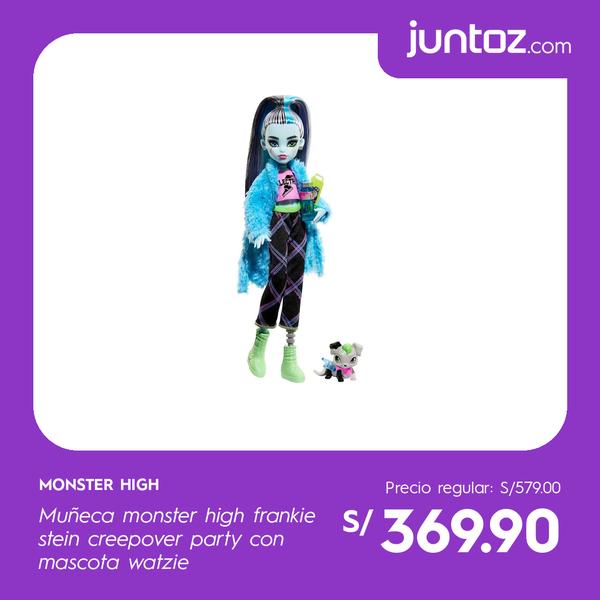 juntoz.com
MONSTER HIGH
Muñeca monster high frankie
stein creepover party con
mascota watzie
Precio regular: S/579.00
S/ 369.90